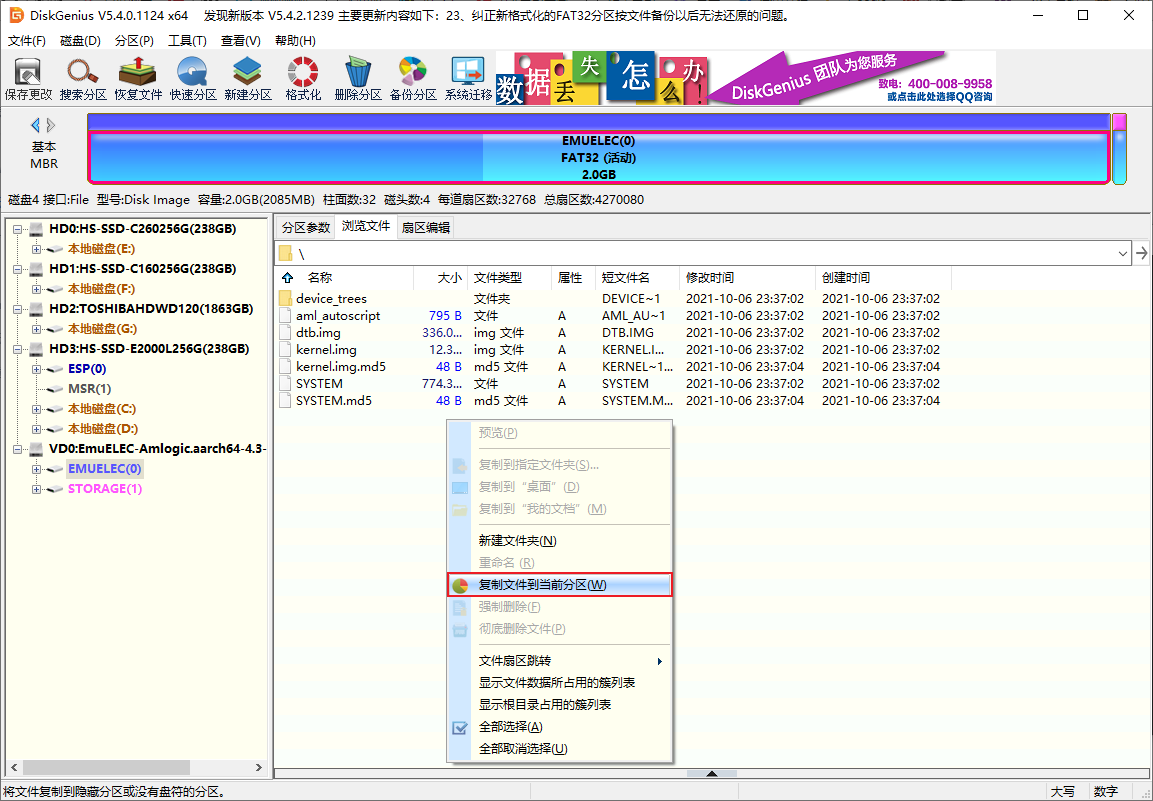 DiskGenius V5.4.0.1124 x64 发现新版本 V5.4.2.1239 主要更新内容如下：23、纠正新格式化的FAT32分区按文件备份以后无法还原的问题。
文件(F) 磁盘(D) 分区(P) 工具(T) 查看(V) 帮助(H)
保存更改 搜索分区 恢复文件 快速分区 新建分区 格式化 删除分区 备份分区 系统迁移
数据丢失怎么办!
DiskGenius 团队为您服务
致电：400-008-9958
或点击此处选择QQ咨询
基本
MBR
EMUELEC(0)
FAT32 (活动)
2.0GB
磁盘4 接口:File 型号:Disk Image 容量:2.0GB(2085MB) 柱面数:32 磁头数:4 每道扇区数:32768 总扇区数:4270080
HD0:HS-SSD-C260256G(238GB)
本地磁盘(E:)
HD1:HS-SSD-C160256G(238GB)
本地磁盘(F:)
HD2:TOSHIBAHDWD120(1863GB)
本地磁盘(G:)
HD3:HS-SSD-E2000L256G(238GB)
ESP(0)
MSR(1)
本地磁盘(C:)
本地磁盘(D:)
VD0:EmuELEC-Amlogic.aarch64-4.3-
EMUELEC(0)
STORAGE(1)
分区参数 浏览文件 扇区编辑
\
名称 大小 文件类型 属性 短文件名 修改时间 创建时间
device_trees 文件夹 DEVICE~1 2021-10-06 23:37:02 2021-10-06 23:37:02
aml_autoscript 795 B 文件 A AML_AU~1 2021-10-06 23:37:02 2021-10-06 23:37:02
dtb.img 336.0... img 文件 A DTB.IMG 2021-10-06 23:37:02 2021-10-06 23:37:02
kernel.img 12.3... img 文件 A KERNEL.I... 2021-10-06 23:37:02 2021-10-06 23:37:02
kernel.img.md5 48 B md5 文件 A KERNEL~1... 2021-10-06 23:37:04 2021-10-06 23:37:04
SYSTEM 774.3... 文件 A SYSTEM 2021-10-06 23:37:02 2021-10-06 23:37:02
SYSTEM.md5 48 B md5 文件 A SYSTEM.M... 2021-10-06 23:37:04 2021-10-06 23:37:04
预览(P)
复制到指定文件夹(S)...
复制到“桌面”(D)
复制到“我的文档”(M)
新建文件夹(N)
重命名 (R)
复制文件到当前分区(W)
强制删除(F)
彻底删除文件(P)
文件扇区跳转
显示文件数据所占用的簇列表
显示根目录占用的簇列表
全部选择(A)
全部取消选择(U)
将文件复制到隐藏分区或没有盘符的分区。 大写 数字